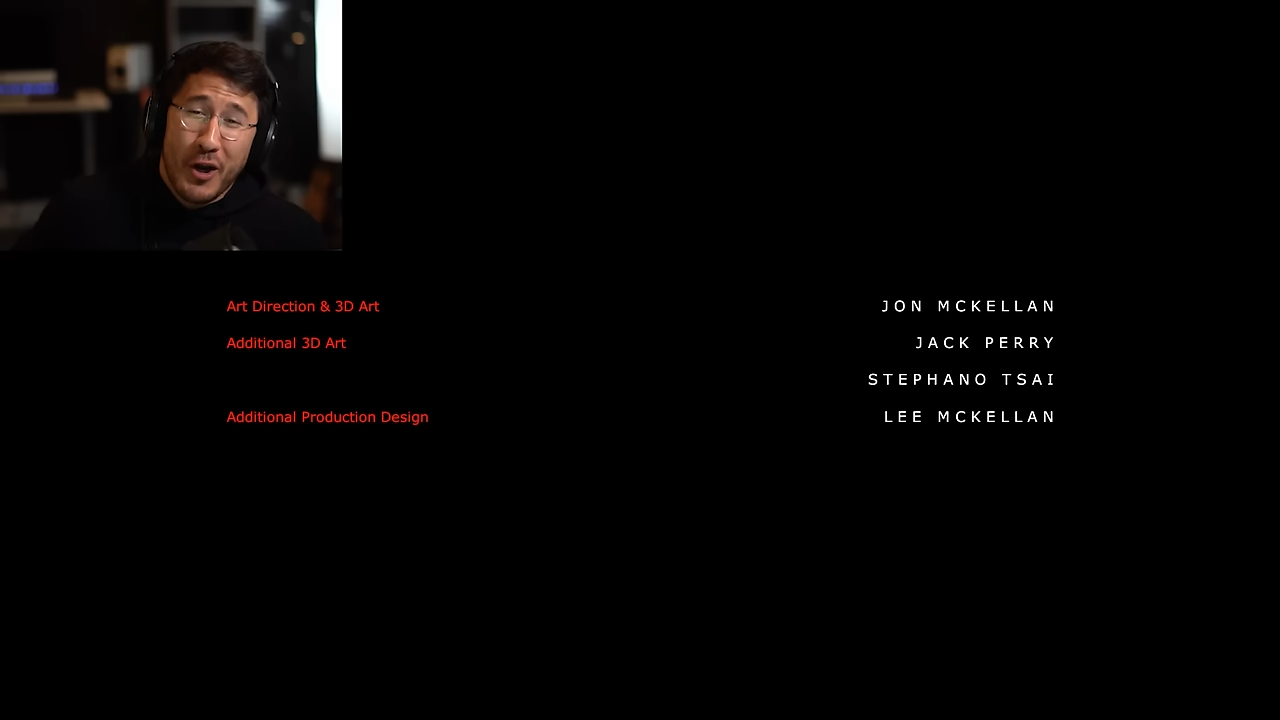 Art Direction & 3D Art JON MCKELLAN
Additional 3D Art JACK PERRY
STEPHANO TSAI
Additional Production Design LEE MCKELLAN